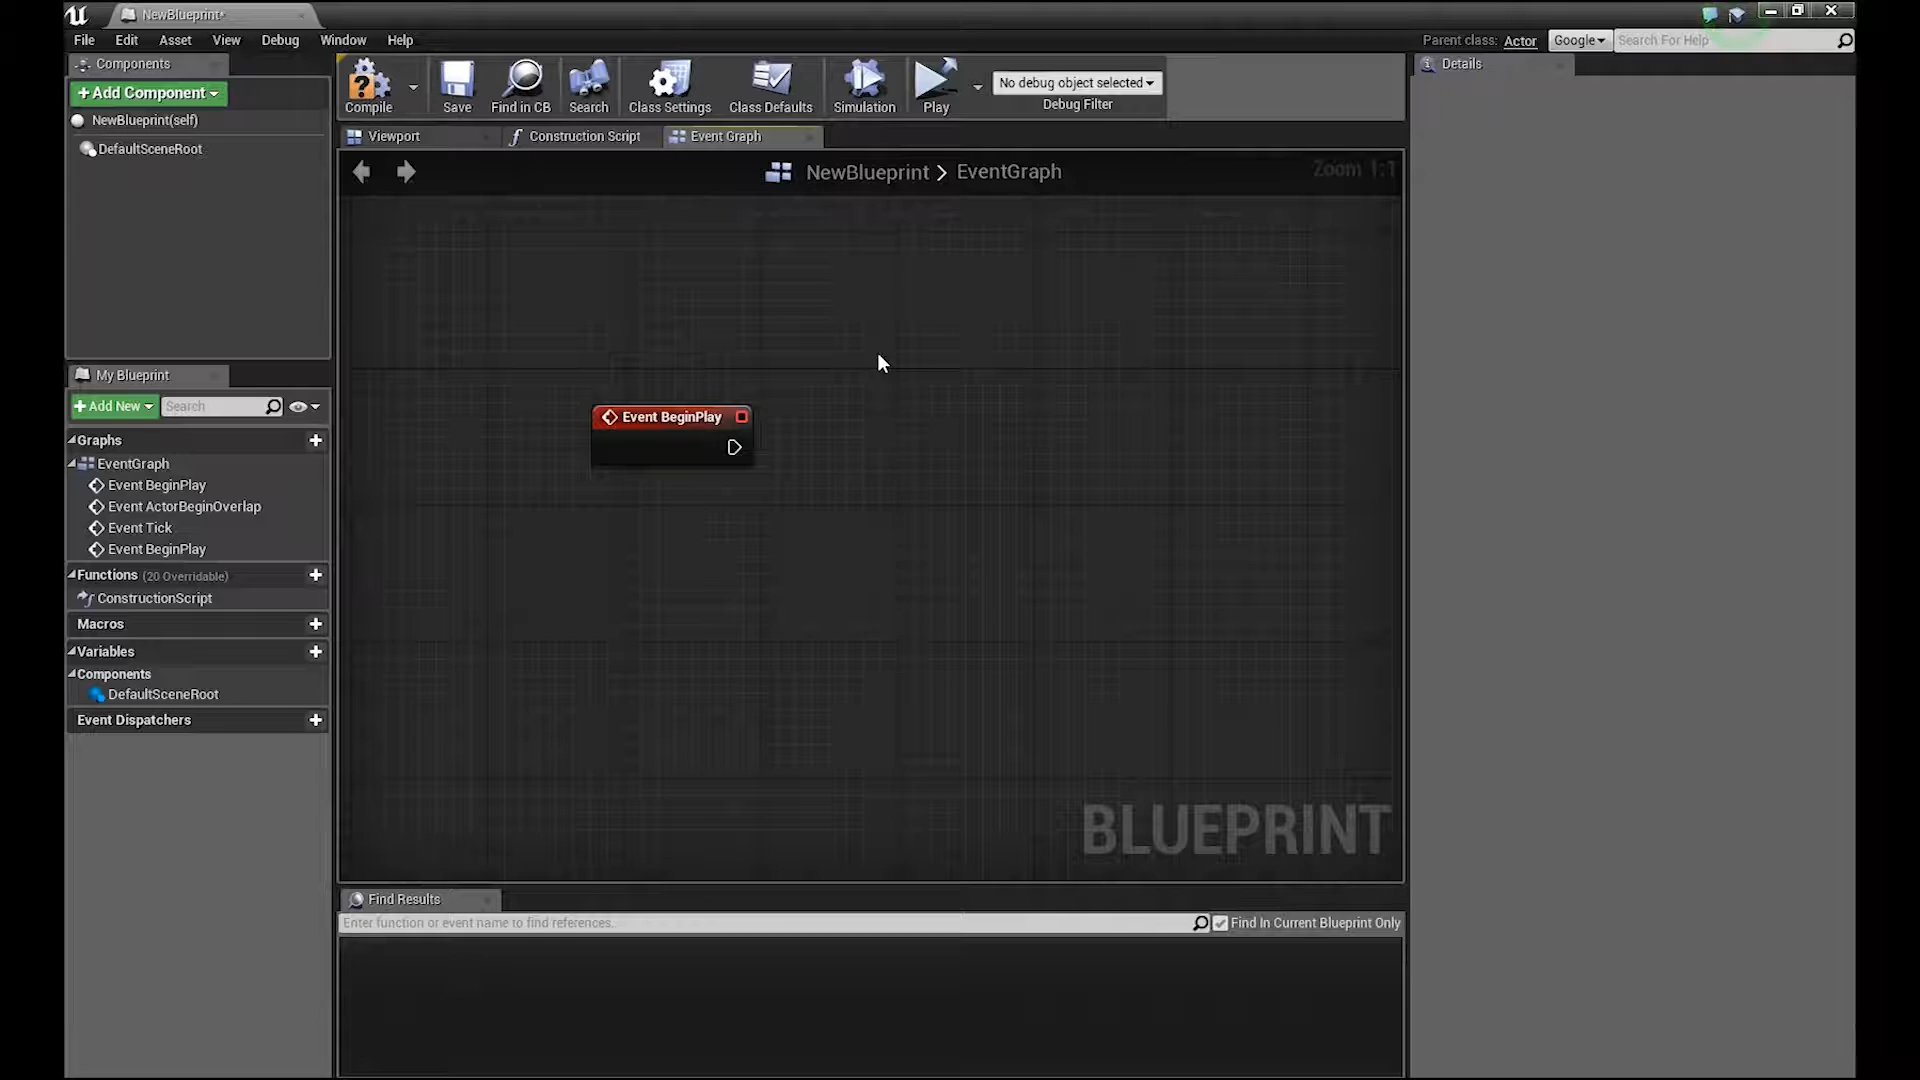 NewBlueprint*
File Edit Asset View Debug Window Help
Parent class: Actor Google Search For Help
Components
Details
+Add Component
Compile Save Find in CB Search Class Settings Class Defaults Simulation Play
No debug object selected
Debug Filter
NewBlueprint(self)
DefaultSceneRoot
Viewport Construction Script Event Graph
NewBlueprint > EventGraph
Zoom 1:1
My Blueprint
+Add New Search
Event BeginPlay
Graphs
EventGraph
Event BeginPlay
Event ActorBeginOverlap
Event Tick
Event BeginPlay
Functions (20 Overridable)
ConstructionScript
Macros
Variables
Components
DefaultSceneRoot
Event Dispatchers
BLUEPRINT
Find Results
Enter function or event name to find references.
Find In Current Blueprint Only